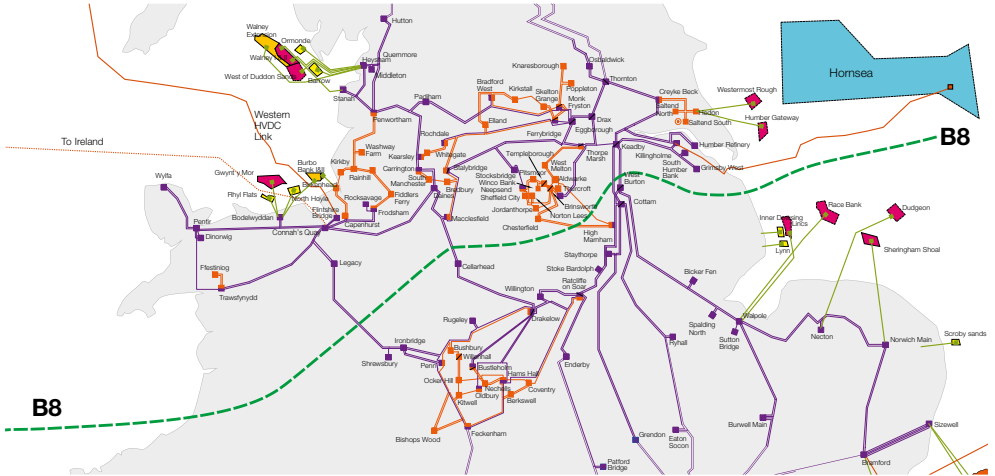 Hutton
Walney
Extension
Ormonde
Quernmore
Heysham
Middleton
West of Duddon Sands
Barrow
Stanah
Padiham
Penwortham
Knaresborough
Osbaldwick
Bradford
West
Kirkstall
Skelton
Grange
Poppleton
Monk
Fryston
Thornton
Elland
Drax
Ferrybridge
Eggborough
Creyke Beck
Saltend
North
Hedon
Saltend South
Westermost Rough
Humber Gateway
Hornsea
B8
Western
HVDC
Link
To Ireland
Washway
Farm
Rochdale
Kearsley
Whitegate
Kirkby
Carrington
South
Manchester
Stalybridge
Bredbury
Daines
Macclesfield
Templeborough
West
Melton
Thorpe
Marsh
Keadby
Killingholme
Humber Refinery
South
Humber
Bank
Grimsby West
Stocksbridge
Pitsmoor
Aldwarke
Winco Bank
Neepsend
Thurcroft
Sheffield City
Brinsworth
Jordanthorpe
Norton Lees
Chesterfield
High
Marnham
West
Burton
Cottam
Wylfa
Gwynt y Mor
Burbo
Bank I&II
Birkenhead
Rhyl Flats
North Hoyle
Rainhill
Fiddlers
Ferry
Rocksavage
Frodsham
Capenhurst
Flintshire
Bridge
Bodelwyddan
Connah's Quay
Pentir
Dinorwig
Ffestiniog
Trawsfynydd
Legacy
Cellarhead
Staythorpe
Stoke Bardolph
Ratcliffe
on Soar
Willington
Drakelow
Rugeley
Ironbridge
Shrewsbury
Bushbury
Penn
Willenhall
Bustleholm
Ocker Hill
Hams Hall
Nechells
Oldbury
Coventry
Kitwell
Berkswell
Bishops Wood
Feckenham
Enderby
Ryhall
Grendon
Eaton
Socon
Patford
Bridge
Inner Dowsing
Lincs
Lynn
Race Bank
Dudgeon
Sheringham Shoal
Bicker Fen
Spalding
North
Walpole
Sutton
Bridge
Necton
Norwich Main
Scroby sands
Burwell Main
Sizewell
Bramford
B8